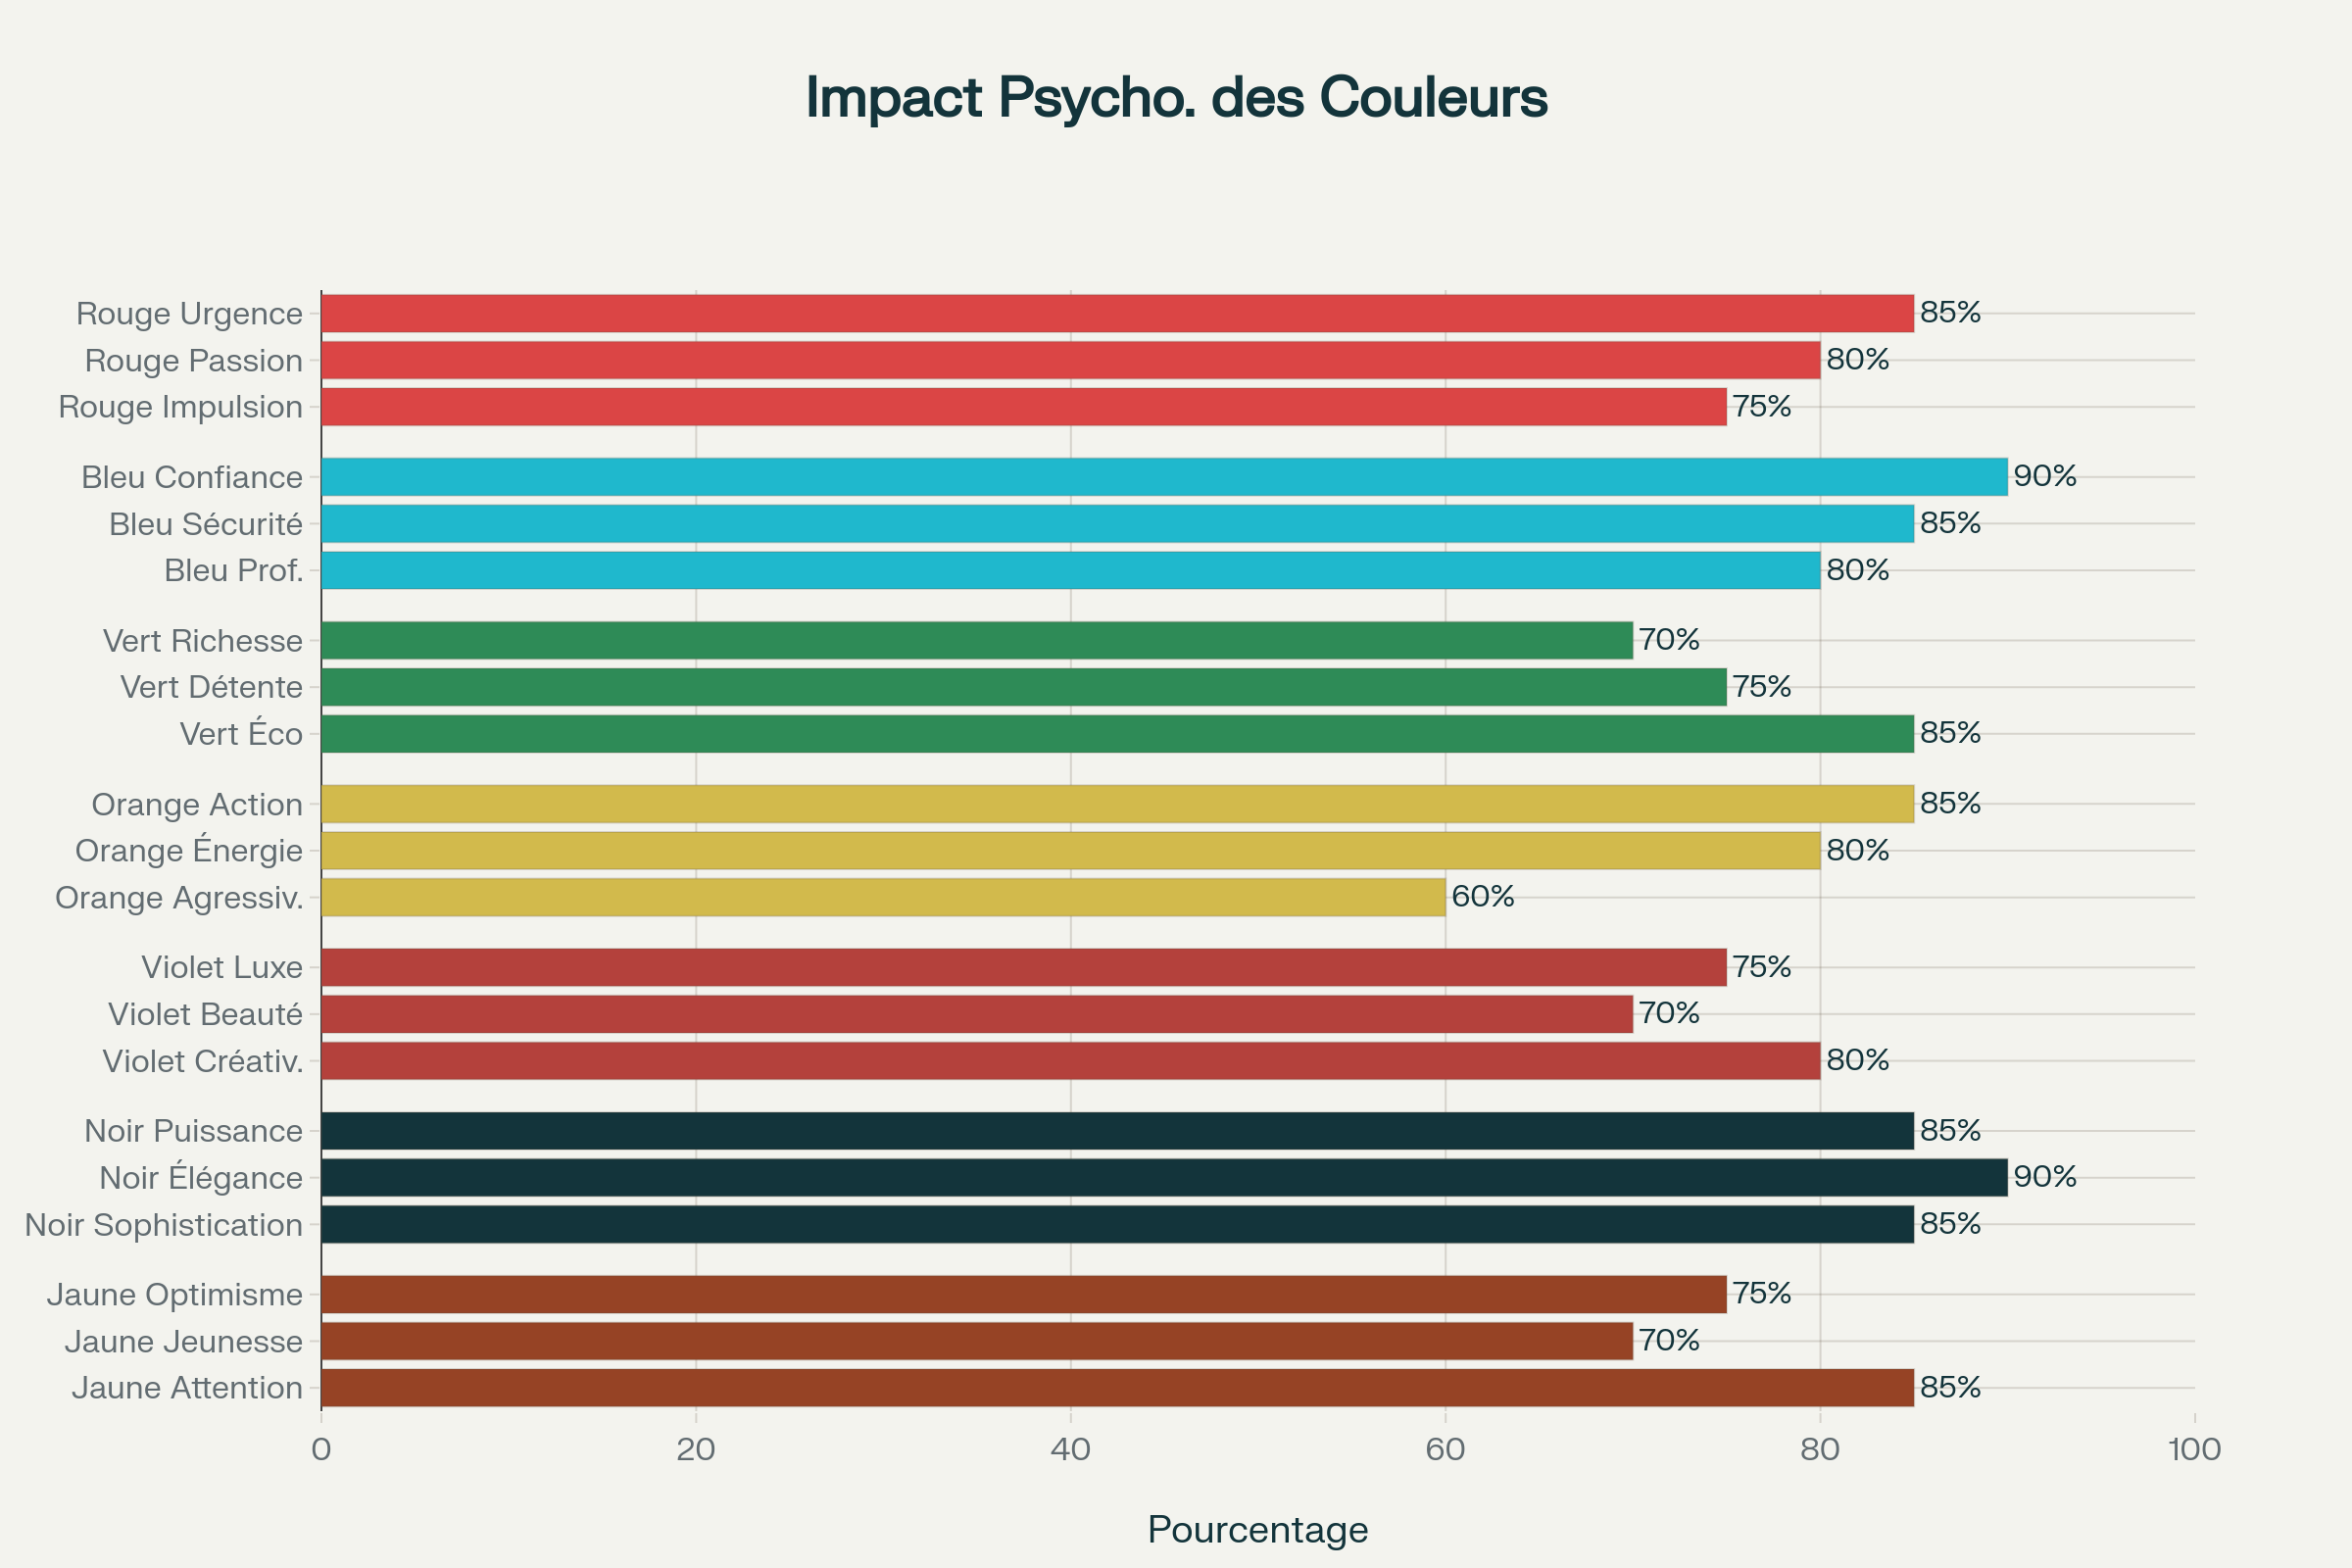 Impact Psycho. des Couleurs
Rouge Urgence 85%
Rouge Passion 80%
Rouge Impulsion 75%
Bleu Confiance 90%
Bleu Sécurité 85%
Bleu Prof. 80%
Vert Richesse 70%
Vert Détente 75%
Vert Éco 85%
Orange Action 85%
Orange Énergie 80%
Orange Agressiv. 60%
Violet Luxe 75%
Violet Beauté 70%
Violet Créativ. 80%
Noir Puissance 85%
Noir Élégance 90%
Noir Sophistication 85%
Jaune Optimisme 75%
Jaune Jeunesse 70%
Jaune Attention 85%
0 20 40 60 80 100
Pourcentage